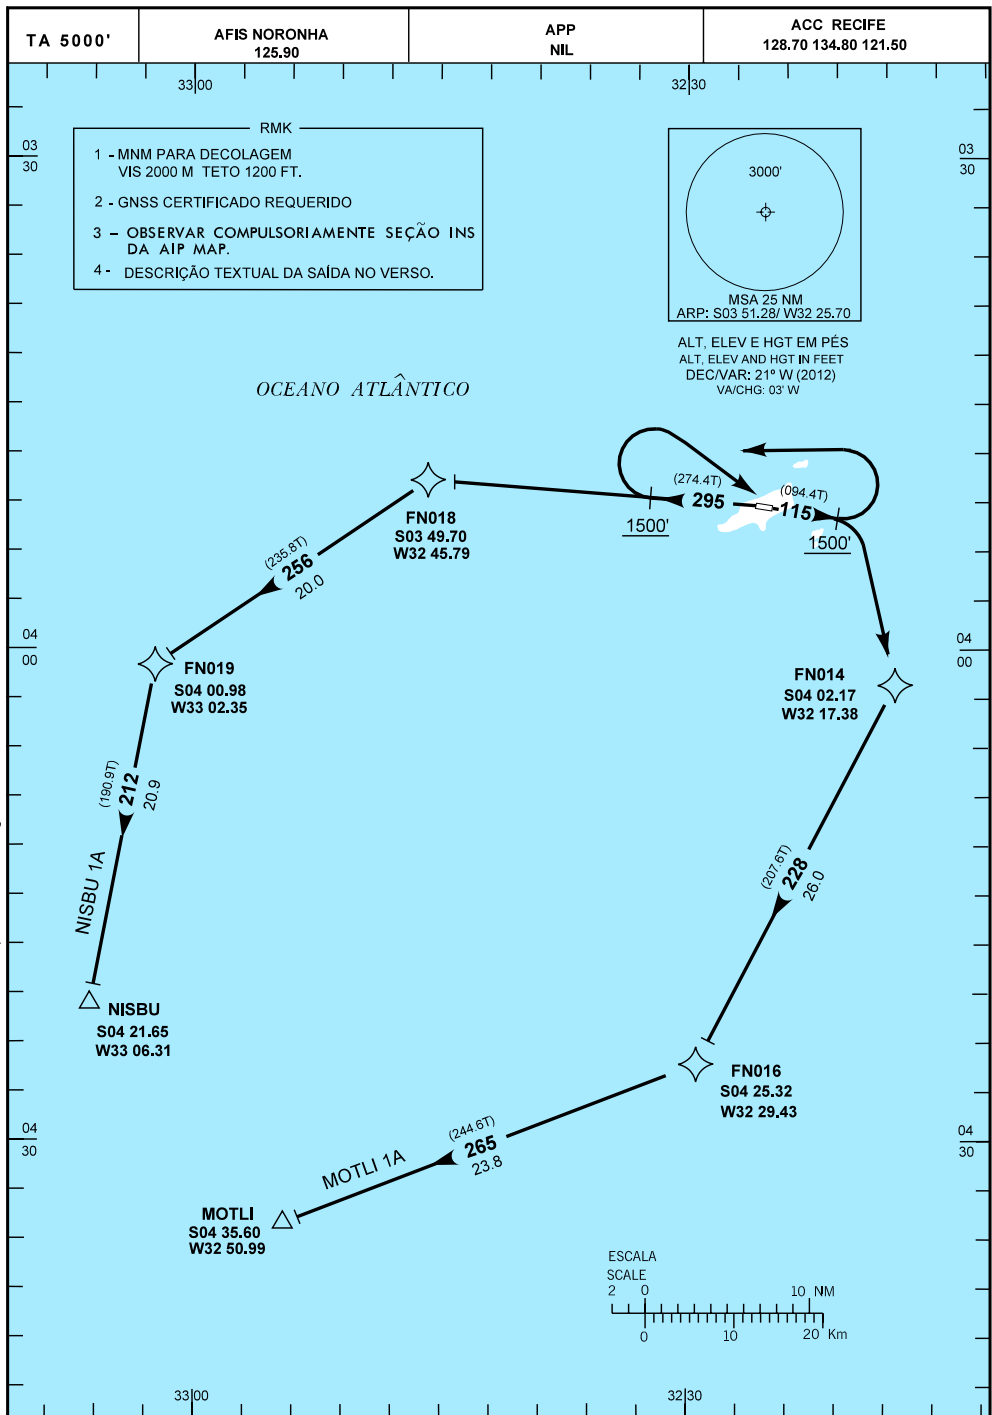 TA 5000'
AFIS NORONHA
125.90
APP
NIL
ACC RECIFE
128.70 134.80 121.50
33 00
32 30
03
30
03
30
RMK
1 - MNM PARA DECOLAGEM
VIS 2000 M TETO 1200 FT.
2 - GNSS CERTIFICADO REQUERIDO
3 - OBSERVAR COMPULSORIAMENTE SEÇÃO INS
DA AIP MAP.
4 - DESCRIÇÃO TEXTUAL DA SAÍDA NO VERSO.
3000'
MSA 25 NM
ARP: S03 51.28/ W32 25.70
ALT, ELEV E HGT EM PÉS
ALT, ELEV AND HGT IN FEET
DEC/VAR: 21º W (2012)
VA/CHG: 03' W
OCEANO ATLÂNTICO
(274.4T)
295
1500'
(094.4T)
115
1500'
FN018
S03 49.70
W32 45.79
(235.8T)
256
20.0
04
00
04
00
FN019
S04 00.98
W33 02.35
FN014
S04 02.17
W32 17.38
(190.9T)
212
20.9
NISBU 1A
(207.6T)
228
26.0
NISBU
S04 21.65
W33 06.31
FN016
S04 25.32
W32 29.43
04
30
04
30
(244.6T)
265
23.8
MOTLI 1A
MOTLI
S04 35.60
W32 50.99
ESCALA
SCALE
2 0 10 NM
0 10 20 Km
33 00
32 30